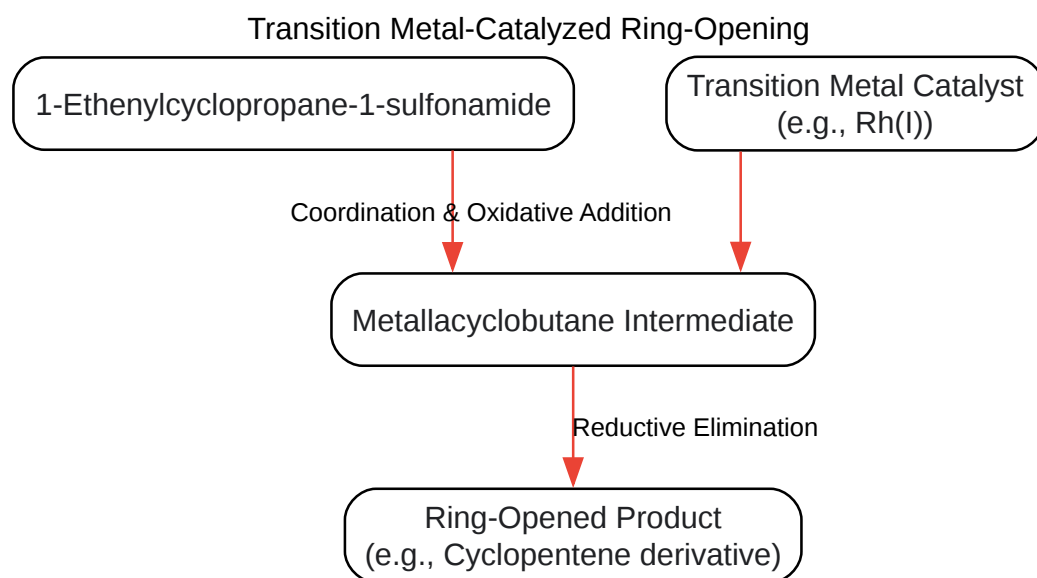 Transition Metal-Catalyzed Ring-Opening
1-Ethenylcyclopropane-1-sulfonamide
Transition Metal Catalyst
(e.g., Rh(I))
Coordination & Oxidative Addition
Metallacyclobutane Intermediate
Reductive Elimination
Ring-Opened Product
(e.g., Cyclopentene derivative)